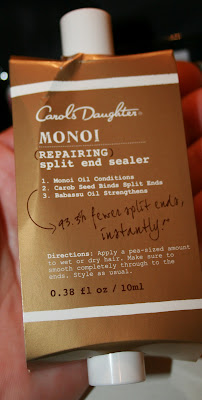 Carol's Daughter®
MONOI
REPAIRING
split end sealer
1. Monoi Oil Conditions
2. Carob Seed Binds Split Ends
3. Babassu Oil Strengthens
93.5% fewer split ends,
instantly.**
Directions: Apply a pea-sized amount
to wet or dry hair. Make sure to
smooth completely through to the
ends. Style as usual.
0.38 fl oz / 10ml